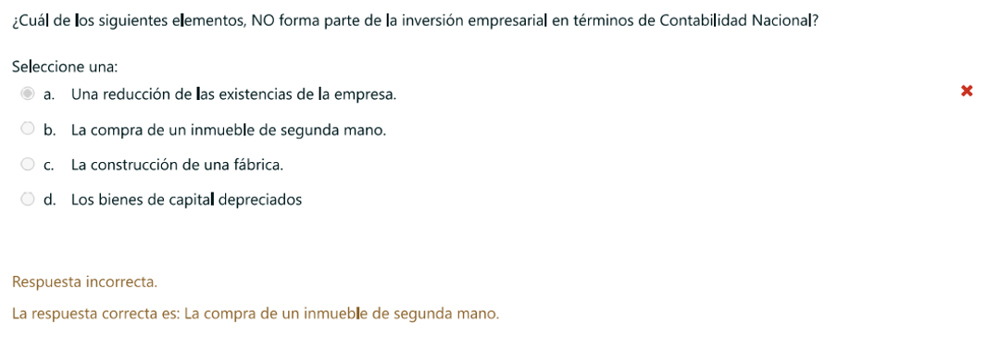 ¿Cuál de los siguientes elementos, NO forma parte de la inversión empresarial en términos de Contabilidad Nacional?
Seleccione una:
a. Una reducción de las existencias de la empresa.
b. La compra de un inmueble de segunda mano.
c. La construcción de una fábrica.
d. Los bienes de capital depreciados
Respuesta incorrecta.
La respuesta correcta es: La compra de un inmueble de segunda mano.